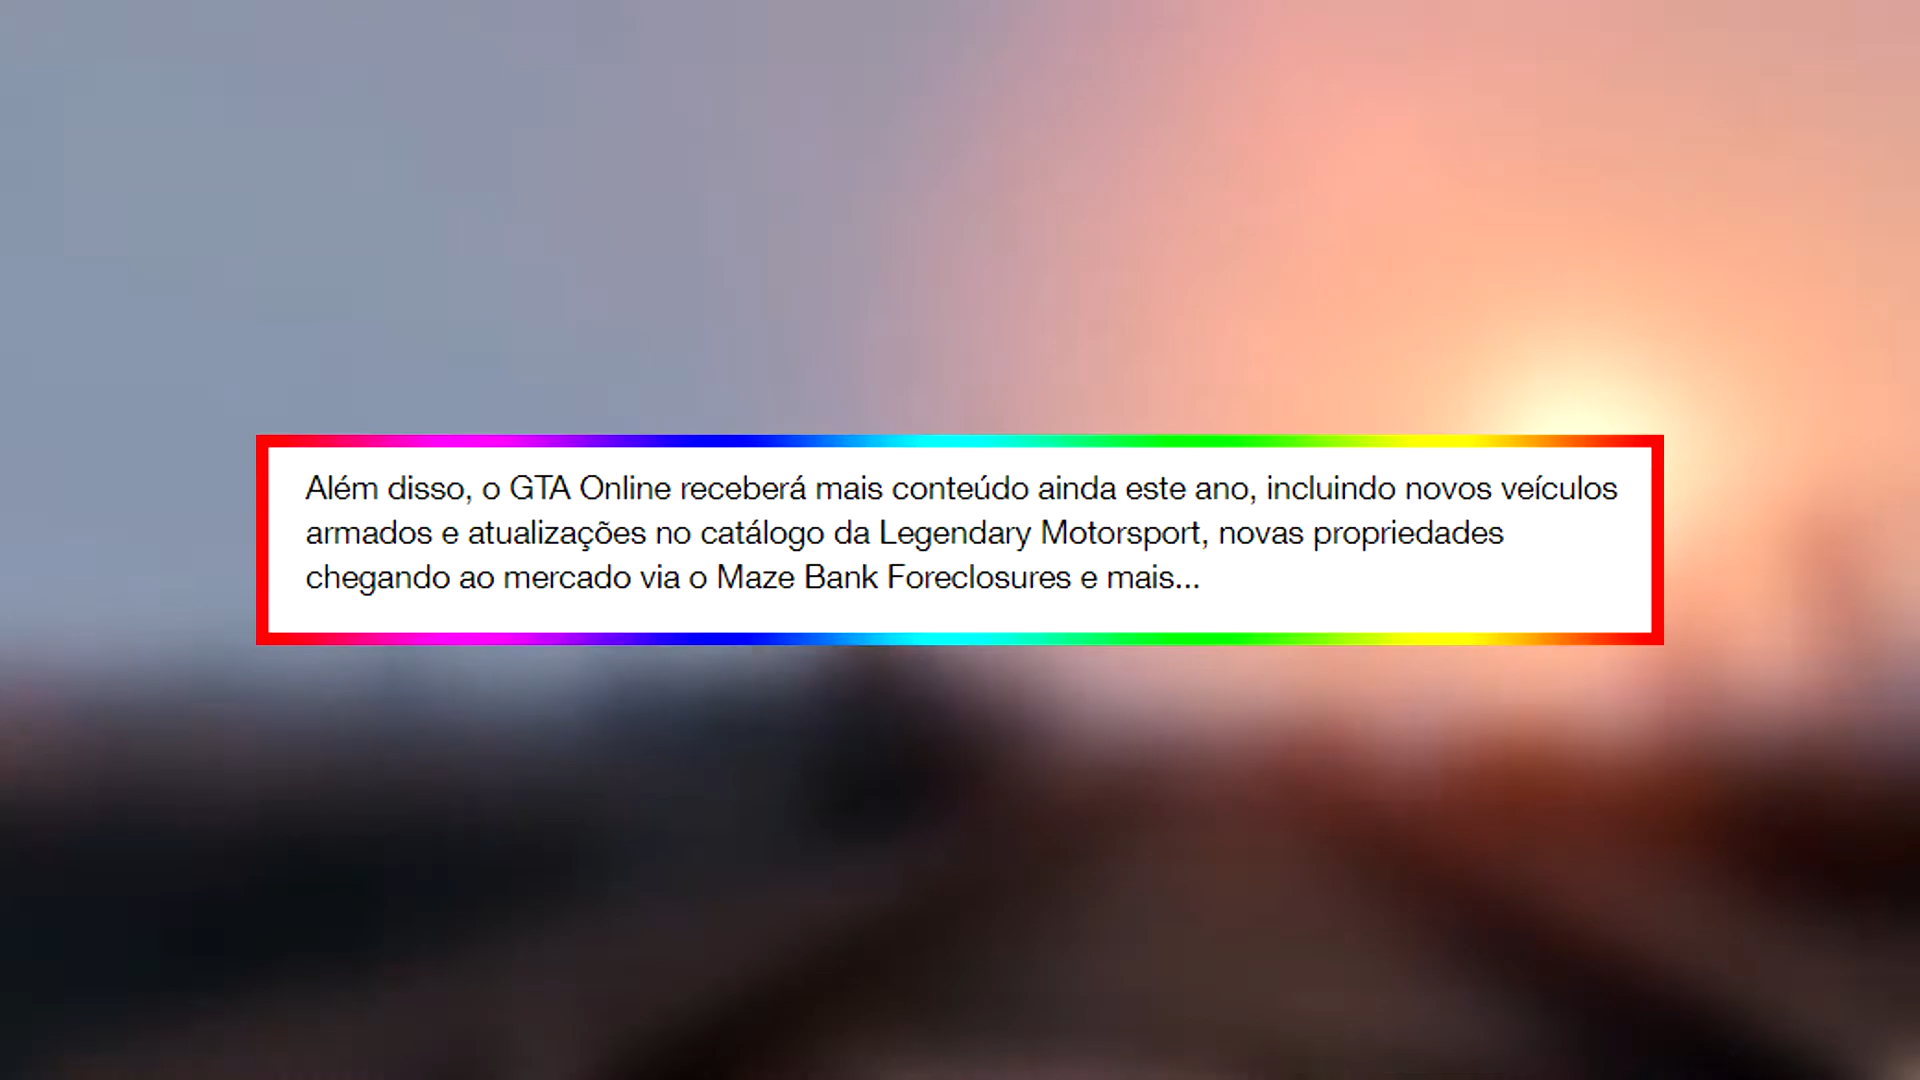 Além disso, o GTA Online receberá mais conteúdo ainda este ano, incluindo novos veículos
armados e atualizações no catálogo da Legendary Motorsport, novas propriedades
chegando ao mercado via o Maze Bank Foreclosures e mais...